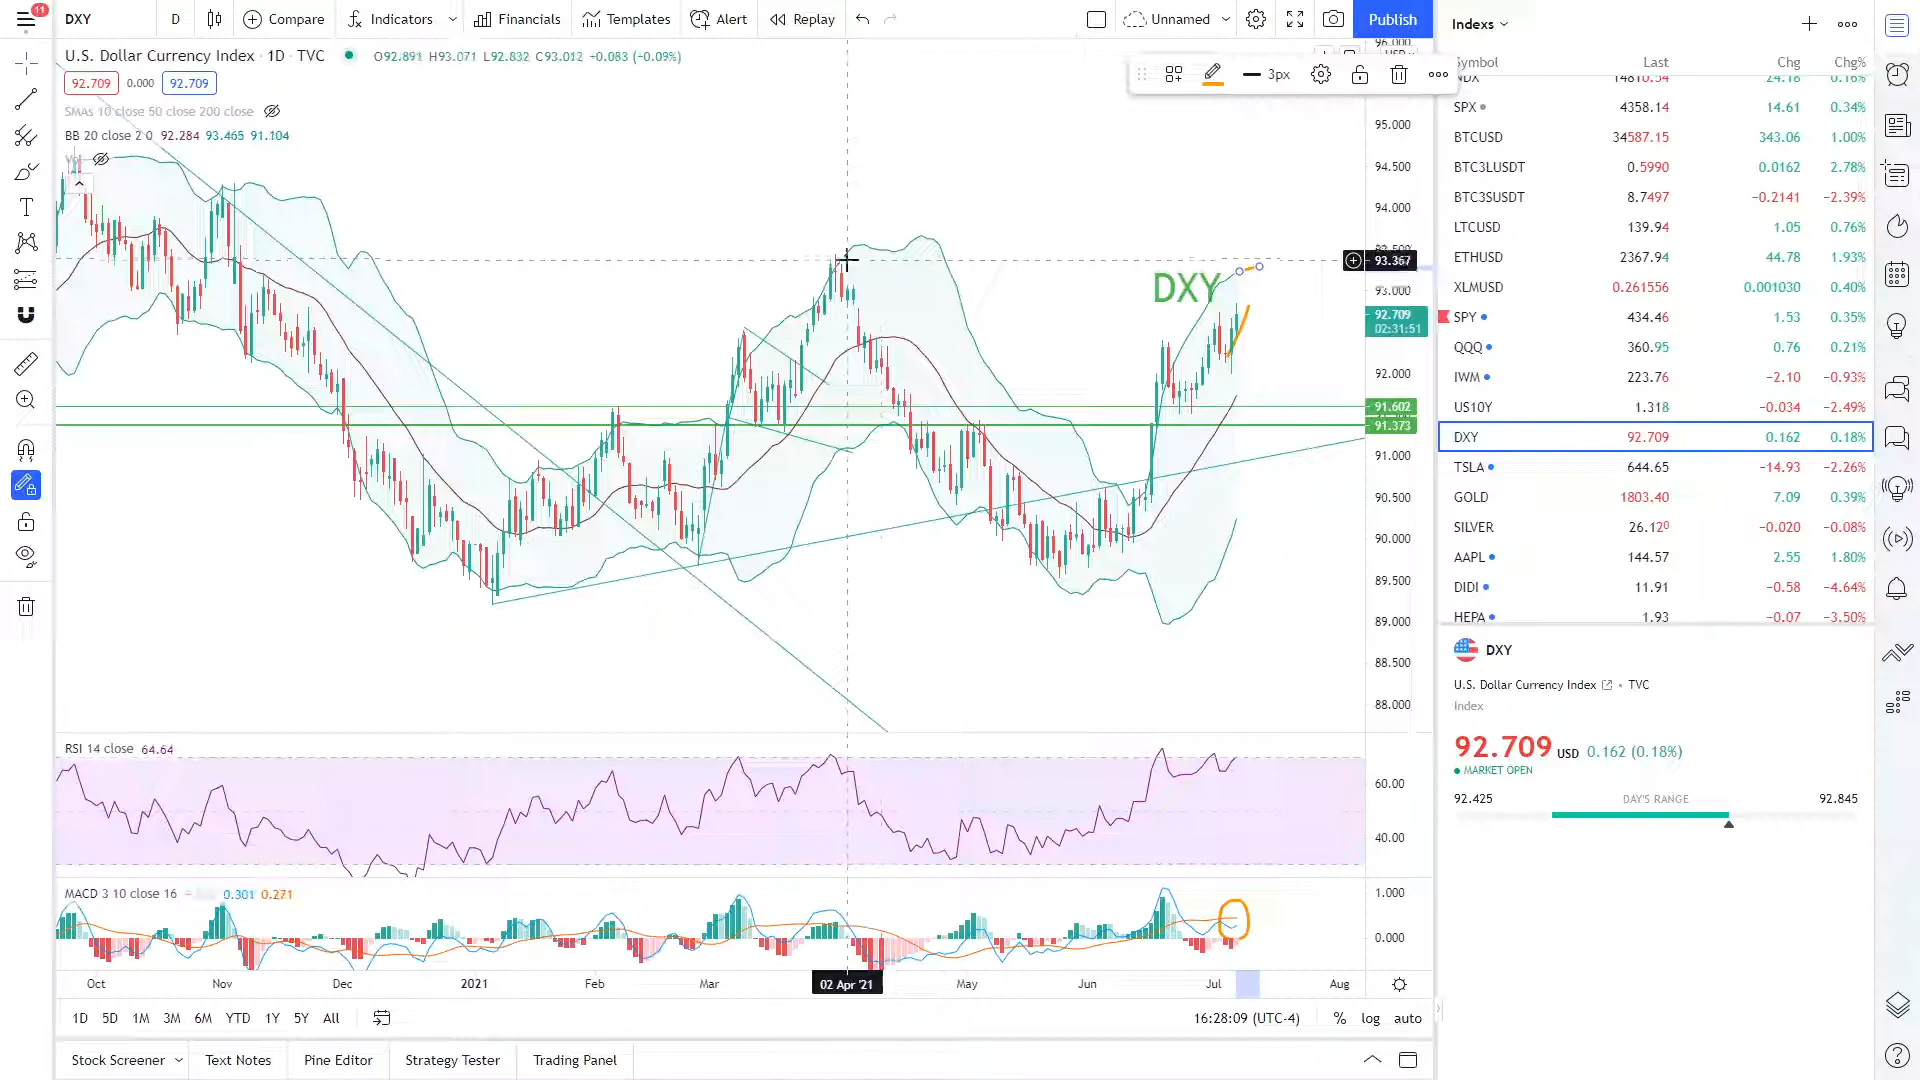 11
DXY
D
Compare
Indicators
Financials
Templates
Alert
Replay
Unnamed
Publish
Indexs
U.S. Dollar Currency Index · 1D · TVC
O92.891 H93.071 L92.832 C93.012 −0.083 (−0.09%)
92.709 0.000 92.709
SMAs 10 close 50 close 200 close
BB 20 close 2 0 92.284 93.465 91.104
3px
96.000
95.000
94.500
94.000
93.367
93.000
92.709
02:31:51
92.000
91.602
91.373
91.000
90.500
90.000
89.500
89.000
88.500
88.000
DXY
RSI 14 close 64.64
60.00
40.00
MACD 3 10 close 16 0.301 0.271
1.000
0.000
Oct Nov Dec 2021 Feb Mar 02 Apr '21 May Jun Jul Aug
1D 5D 1M 3M 6M YTD 1Y 5Y All
16:28:09 (UTC-4) % log auto
Stock Screener Text Notes Pine Editor Strategy Tester Trading Panel
Symbol Last Chg Chg%
NDX 14810.54 24.18 0.16%
SPX 4358.14 14.61 0.34%
BTCUSD 34587.15 343.06 1.00%
BTC3LUSDT 0.5990 0.0162 2.78%
BTC3SUSDT 8.7497 −0.2141 −2.39%
LTCUSD 139.94 1.05 0.76%
ETHUSD 2367.94 44.78 1.93%
XLMUSD 0.261556 0.001030 0.40%
SPY 434.46 1.53 0.35%
QQQ 360.95 0.76 0.21%
IWM 223.76 −2.10 −0.93%
US10Y 1.318 −0.034 −2.49%
DXY 92.709 0.162 0.18%
TSLA 644.65 −14.93 −2.26%
GOLD 1803.40 7.09 0.39%
SILVER 26.120 −0.020 −0.08%
AAPL 144.57 2.55 1.80%
DIDI 11.91 −0.58 −4.64%
HEPA 1.93 −0.07 −3.50%
DXY
U.S. Dollar Currency Index • TVC
Index
92.709 USD 0.162 (0.18%)
MARKET OPEN
92.425 DAY'S RANGE 92.845